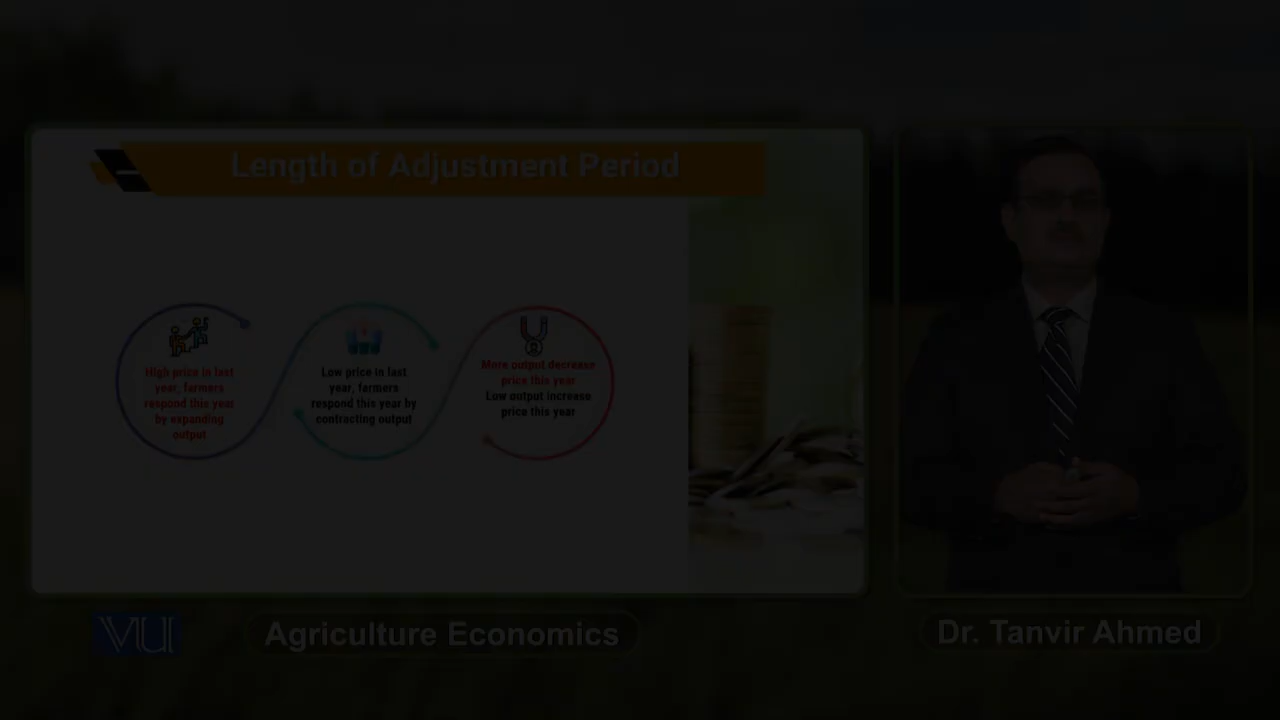 Length of Adjustment Period
High price in last
year, farmers
respond this year
by expanding
output
Low price in last
year, farmers
respond this year by
contracting output
More output decrease
price this year
Low output increase
price this year
VU
Agriculture Economics
Dr. Tanvir Ahmed